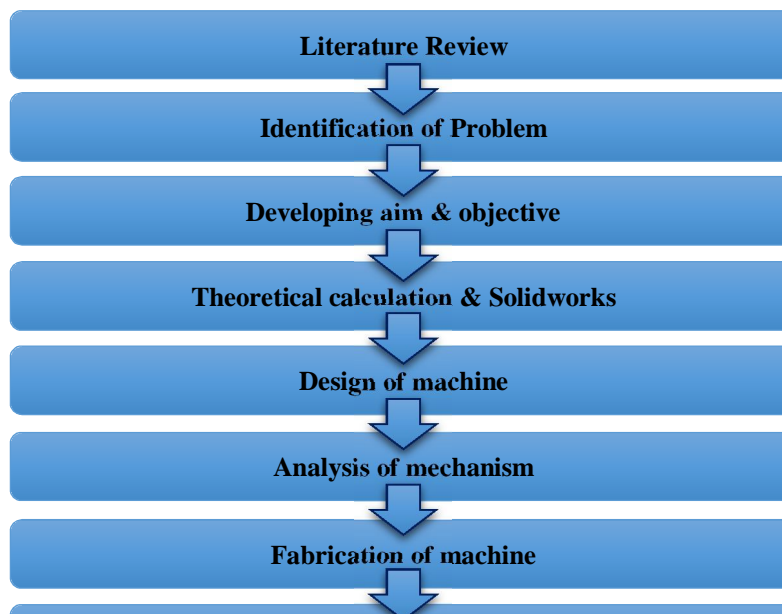 Literature Review
Identification of Problem
Developing aim & objective
Theoretical calculation & Solidworks
Design of machine
Analysis of mechanism
Fabrication of machine